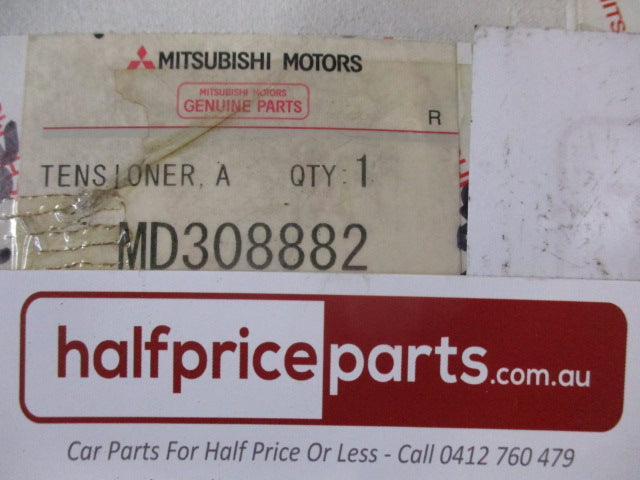 MITSUBISHI MOTORS
MITSUBISHI MOTORS
GENUINE PARTS
R
TENSIONER, A QTY: 1
MD308882
halfpriceparts.com.au
Car Parts For Half Price Or Less - Call 0412 760 479